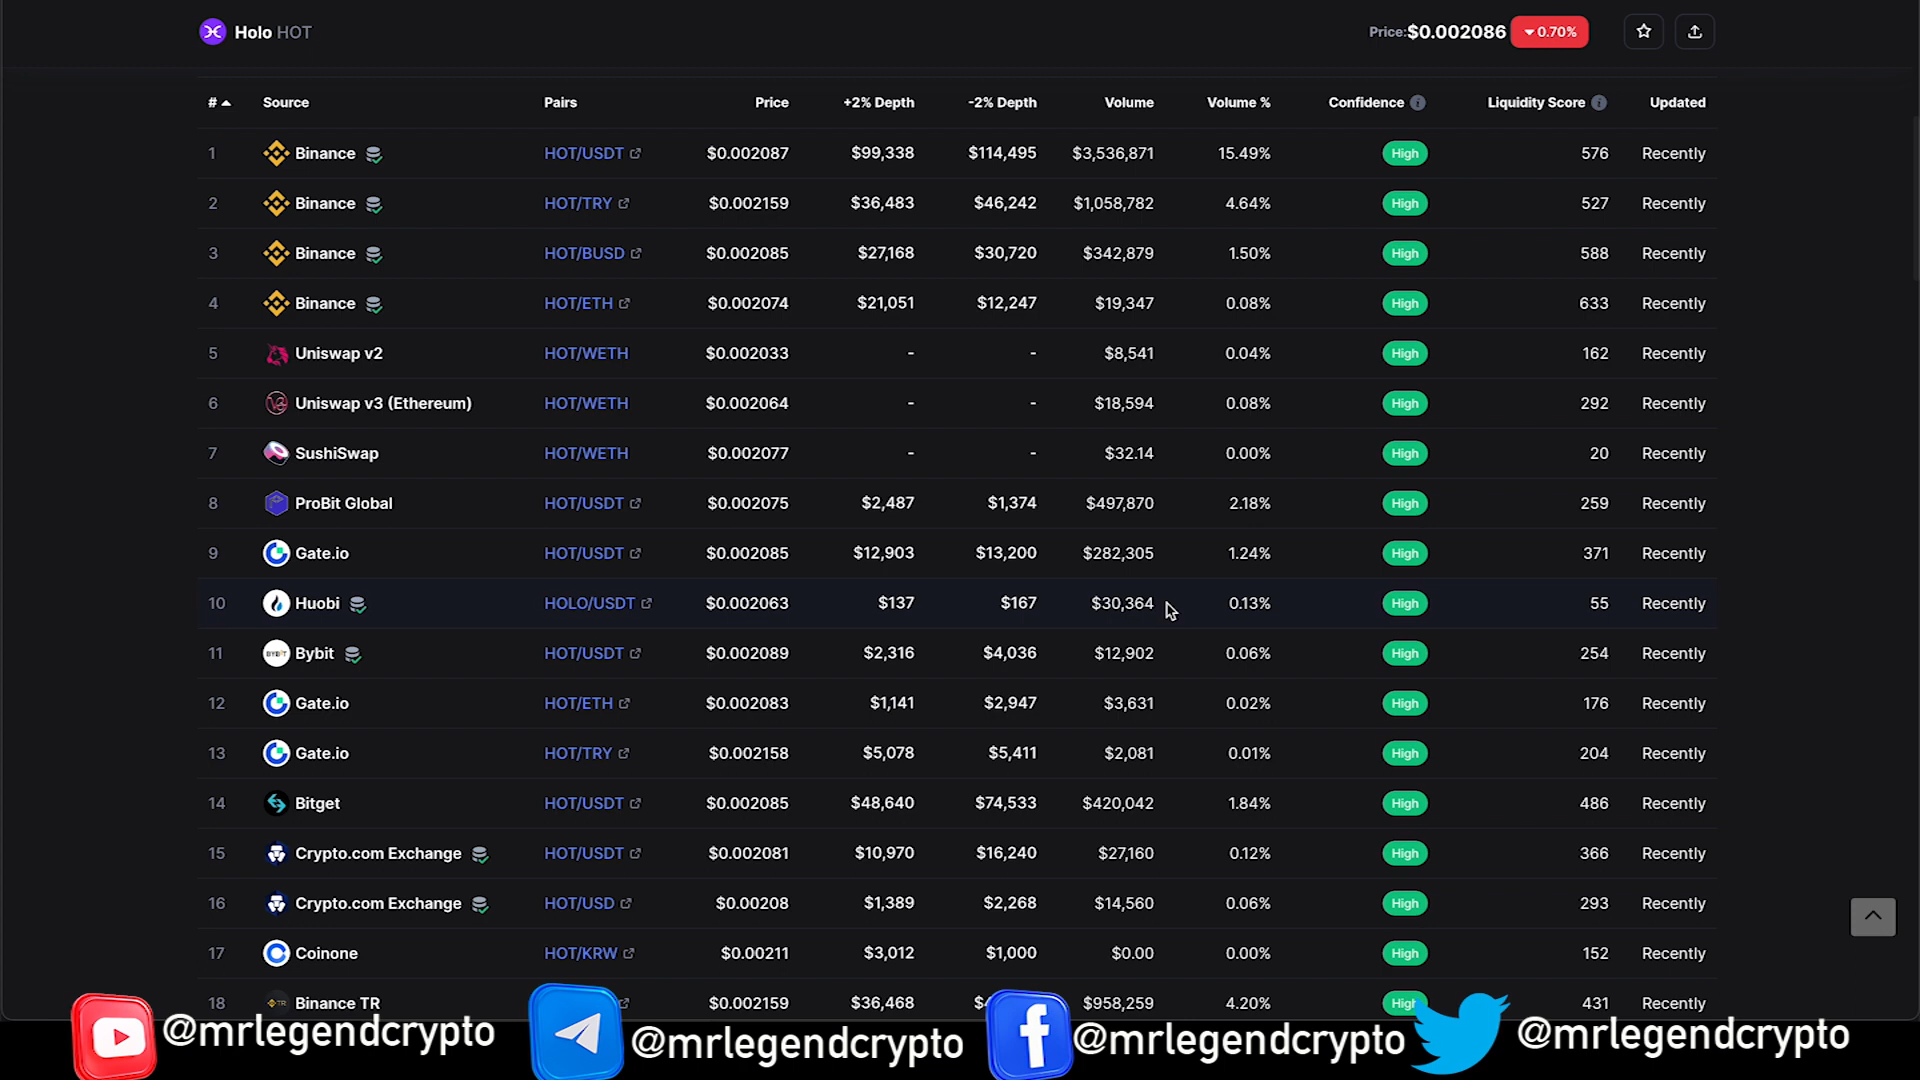 Holo HOT Price:$0.002086 0.70%
# Source Pairs Price +2% Depth -2% Depth Volume Volume % Confidence Liquidity Score Updated
1 Binance HOT/USDT $0.002087 $99,338 $114,495 $3,536,871 15.49% High 576 Recently
2 Binance HOT/TRY $0.002159 $36,483 $46,242 $1,058,782 4.64% High 527 Recently
3 Binance HOT/BUSD $0.002085 $27,168 $30,720 $342,879 1.50% High 588 Recently
4 Binance HOT/ETH $0.002074 $21,051 $12,247 $19,347 0.08% High 633 Recently
5 Uniswap v2 HOT/WETH $0.002033 - - $8,541 0.04% High 162 Recently
6 Uniswap v3 (Ethereum) HOT/WETH $0.002064 - - $18,594 0.08% High 292 Recently
7 SushiSwap HOT/WETH $0.002077 - - $32.14 0.00% High 20 Recently
8 ProBit Global HOT/USDT $0.002075 $2,487 $1,374 $497,870 2.18% High 259 Recently
9 Gate.io HOT/USDT $0.002085 $12,903 $13,200 $282,305 1.24% High 371 Recently
10 Huobi HOLO/USDT $0.002063 $137 $167 $30,364 0.13% High 55 Recently
11 Bybit HOT/USDT $0.002089 $2,316 $4,036 $12,902 0.06% High 254 Recently
12 Gate.io HOT/ETH $0.002083 $1,141 $2,947 $3,631 0.02% High 176 Recently
13 Gate.io HOT/TRY $0.002158 $5,078 $5,411 $2,081 0.01% High 204 Recently
14 Bitget HOT/USDT $0.002085 $48,640 $74,533 $420,042 1.84% High 486 Recently
15 Crypto.com Exchange HOT/USDT $0.002081 $10,970 $16,240 $27,160 0.12% High 366 Recently
16 Crypto.com Exchange HOT/USD $0.00208 $1,389 $2,268 $14,560 0.06% High 293 Recently
17 Coinone HOT/KRW $0.00211 $3,012 $1,000 $0.00 0.00% High 152 Recently
18 Binance TR $0.002159 $36,468 $958,259 4.20% High 431 Recently
@mrlegendcrypto @mrlegendcrypto @mrlegendcrypto @mrlegendcrypto